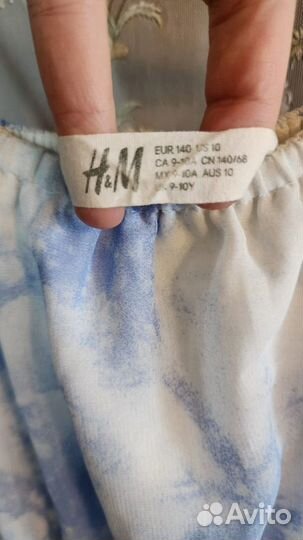 H&M
EUR 140 US 10
CA 9-10A CN 140/68
MX 9-10A AUS 10
9-10Y
Avito